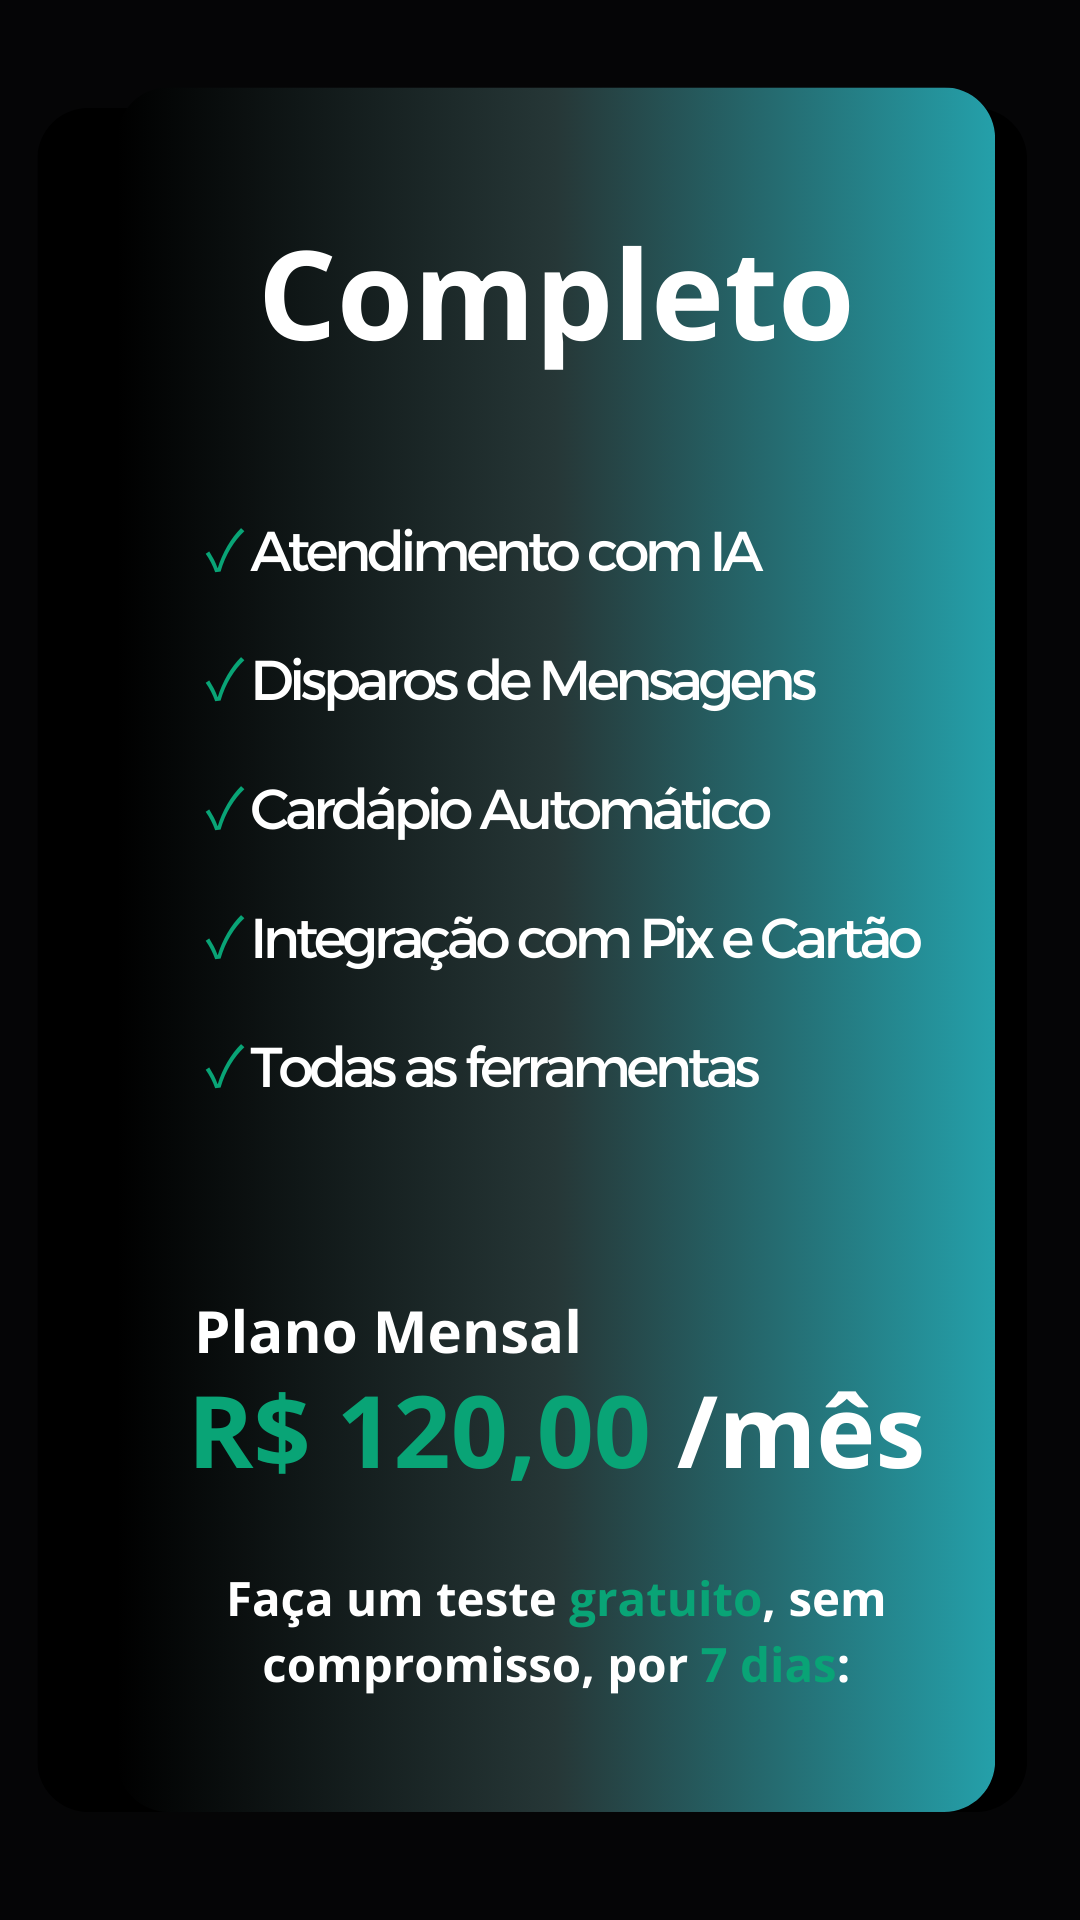 Completo
✓ Atendimento com IA
✓ Disparos de Mensagens
✓ Cardápio Automático
✓ Integração com Pix e Cartão
✓ Todas as ferramentas
Plano Mensal
R$ 120,00 /mês
Faça um teste gratuito, sem
compromisso, por 7 dias: